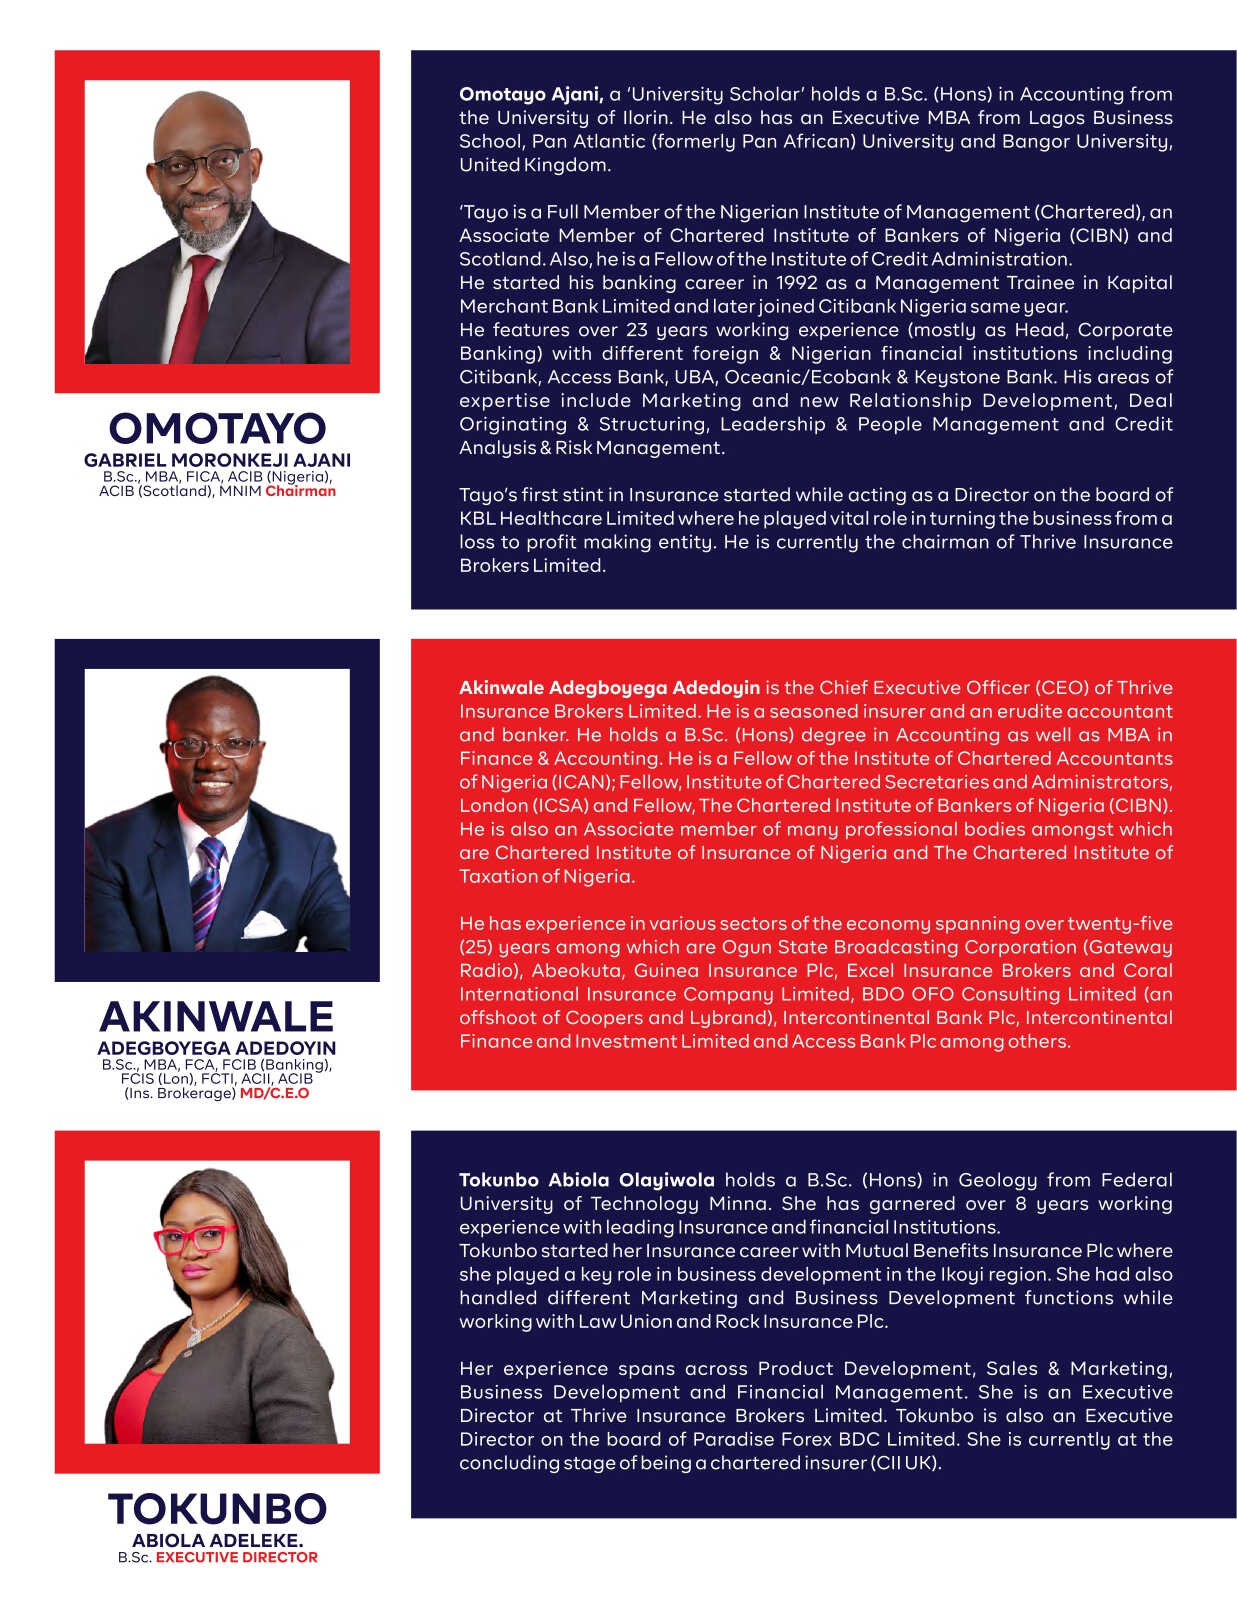 Omotayo Ajani, a ‘University Scholar’ holds a B.Sc. (Hons) in Accounting from
the University of Ilorin. He also has an Executive MBA from Lagos Business
School, Pan Atlantic (formerly Pan African) University and Bangor University,
United Kingdom.
‘Tayo is a Full Member of the Nigerian Institute of Management (Chartered), an
Associate Member of Chartered Institute of Bankers of Nigeria (CIBN) and
Scotland. Also, he is a Fellow of the Institute of Credit Administration.
He started his banking career in 1992 as a Management Trainee in Kapital
Merchant Bank Limited and later joined Citibank Nigeria same year.
He features over 23 years working experience (mostly as Head, Corporate
Banking) with different foreign & Nigerian financial institutions including
Citibank, Access Bank, UBA, Oceanic/Ecobank & Keystone Bank. His areas of
expertise include Marketing and new Relationship Development, Deal
Originating & Structuring, Leadership & People Management and Credit
Analysis & Risk Management.
Tayo’s first stint in Insurance started while acting as a Director on the board of
KBL Healthcare Limited where he played vital role in turning the business from a
loss to profit making entity. He is currently the chairman of Thrive Insurance
Brokers Limited.
OMOTAYO
GABRIEL MORONKEJI AJANI
B.Sc., MBA, FICA, ACIB (Nigeria),
ACIB (Scotland), MNIM Chairman
Akinwale Adegboyega Adedoyin is the Chief Executive Officer (CEO) of Thrive
Insurance Brokers Limited. He is a seasoned insurer and an erudite accountant
and banker. He holds a B.Sc. (Hons) degree in Accounting as well as MBA in
Finance & Accounting. He is a Fellow of the Institute of Chartered Accountants
of Nigeria (ICAN); Fellow, Institute of Chartered Secretaries and Administrators,
London (ICSA) and Fellow, The Chartered Institute of Bankers of Nigeria (CIBN).
He is also an Associate member of many professional bodies amongst which
are Chartered Institute of Insurance of Nigeria and The Chartered Institute of
Taxation of Nigeria.
He has experience in various sectors of the economy spanning over twenty-five
(25) years among which are Ogun State Broadcasting Corporation (Gateway
Radio), Abeokuta, Guinea Insurance Plc, Excel Insurance Brokers and Coral
International Insurance Company Limited, BDO OFO Consulting Limited (an
offshoot of Coopers and Lybrand), Intercontinental Bank Plc, Intercontinental
Finance and Investment Limited and Access Bank Plc among others.
AKINWALE
ADEGBOYEGA ADEDOYIN
B.Sc., MBA, FCA, FCIB (Banking),
FCIS (Lon), FCTI, ACII, ACIB
(Ins. Brokerage) MD/C.E.O
Tokunbo Abiola Olayiwola holds a B.Sc. (Hons) in Geology from Federal
University of Technology Minna. She has garnered over 8 years working
experience with leading Insurance and financial Institutions.
Tokunbo started her Insurance career with Mutual Benefits Insurance Plc where
she played a key role in business development in the Ikoyi region. She had also
handled different Marketing and Business Development functions while
working with Law Union and Rock Insurance Plc.
Her experience spans across Product Development, Sales & Marketing,
Business Development and Financial Management. She is an Executive
Director at Thrive Insurance Brokers Limited. Tokunbo is also an Executive
Director on the board of Paradise Forex BDC Limited. She is currently at the
concluding stage of being a chartered insurer (CII UK).
TOKUNBO
ABIOLA ADELEKE.
B.Sc. EXECUTIVE DIRECTOR